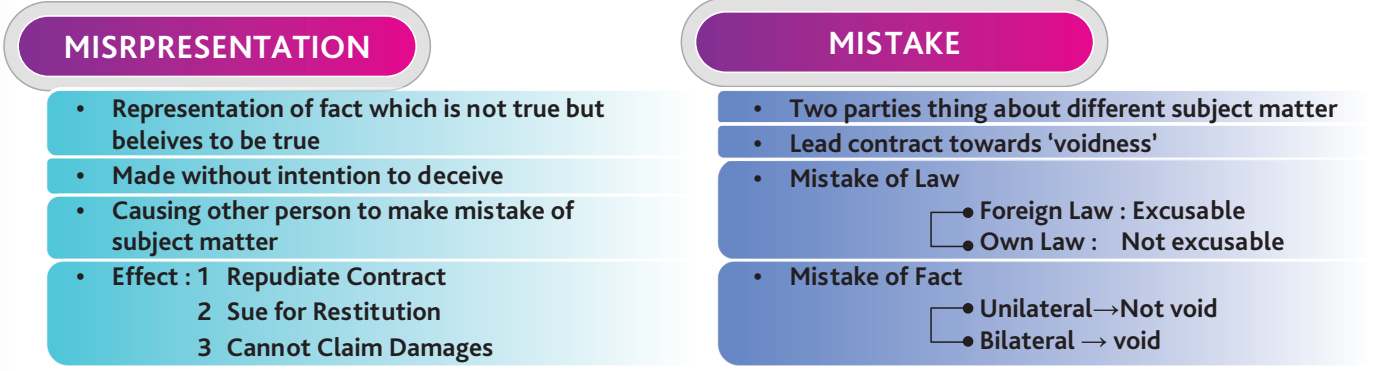 MISRPRESENTATION
• Representation of fact which is not true but
beleives to be true
• Made without intention to deceive
• Causing other person to make mistake of
subject matter
• Effect : 1 Repudiate Contract
2 Sue for Restitution
3 Cannot Claim Damages
MISTAKE
• Two parties thing about different subject matter
• Lead contract towards ‘voidness’
• Mistake of Law
Foreign Law : Excusable
Own Law : Not excusable
• Mistake of Fact
Unilateral→Not void
Bilateral → void